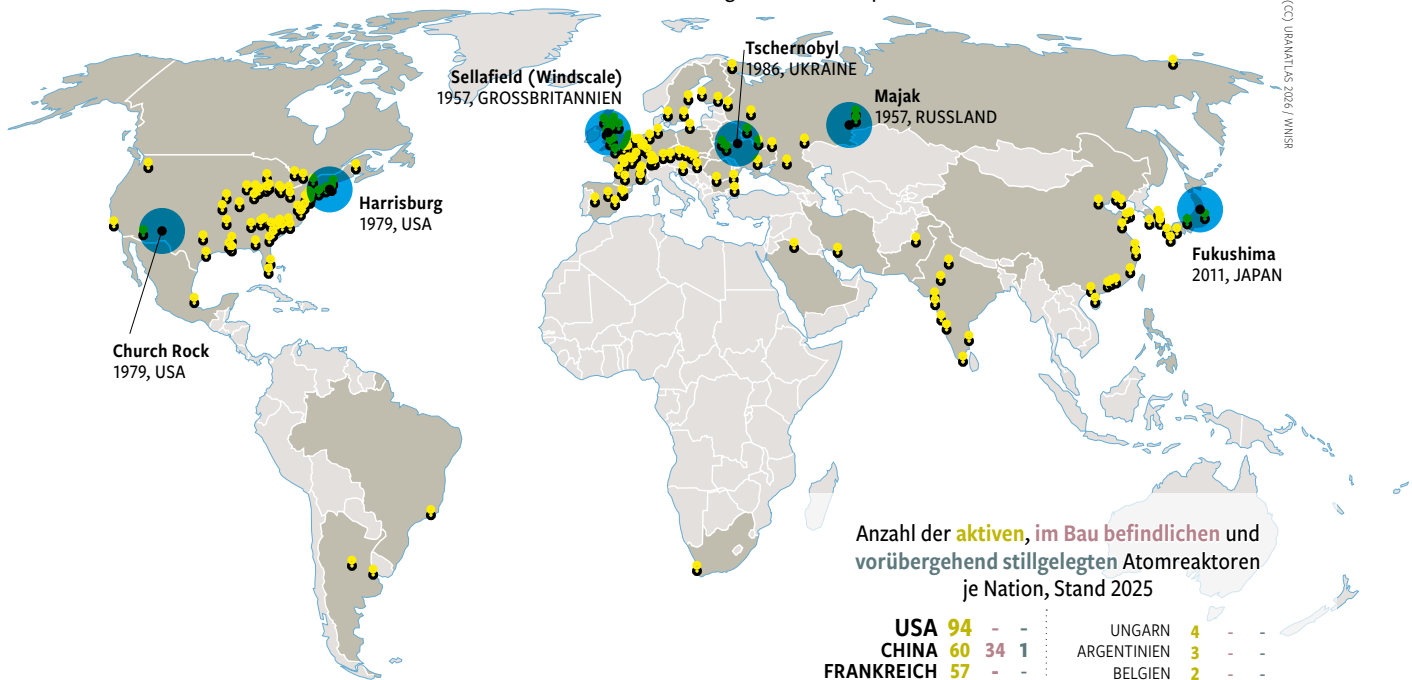 (CC) URANATLAS 2026 / WNISR
Tschernobyl
1986, UKRAINE
Sellafield (Windscale)
1957, GROSSBRITANNIEN
Majak
1957, RUSSLAND
Harrisburg
1979, USA
Fukushima
2011, JAPAN
Church Rock
1979, USA
Anzahl der aktiven, im Bau befindlichen und
vorübergehend stillgelegten Atomreaktoren
je Nation, Stand 2025
USA 94 - -
CHINA 60 34 1
FRANKREICH 57 - -
UNGARN 4 - -
ARGENTINIEN 3 - -
BELGIEN 2 - -